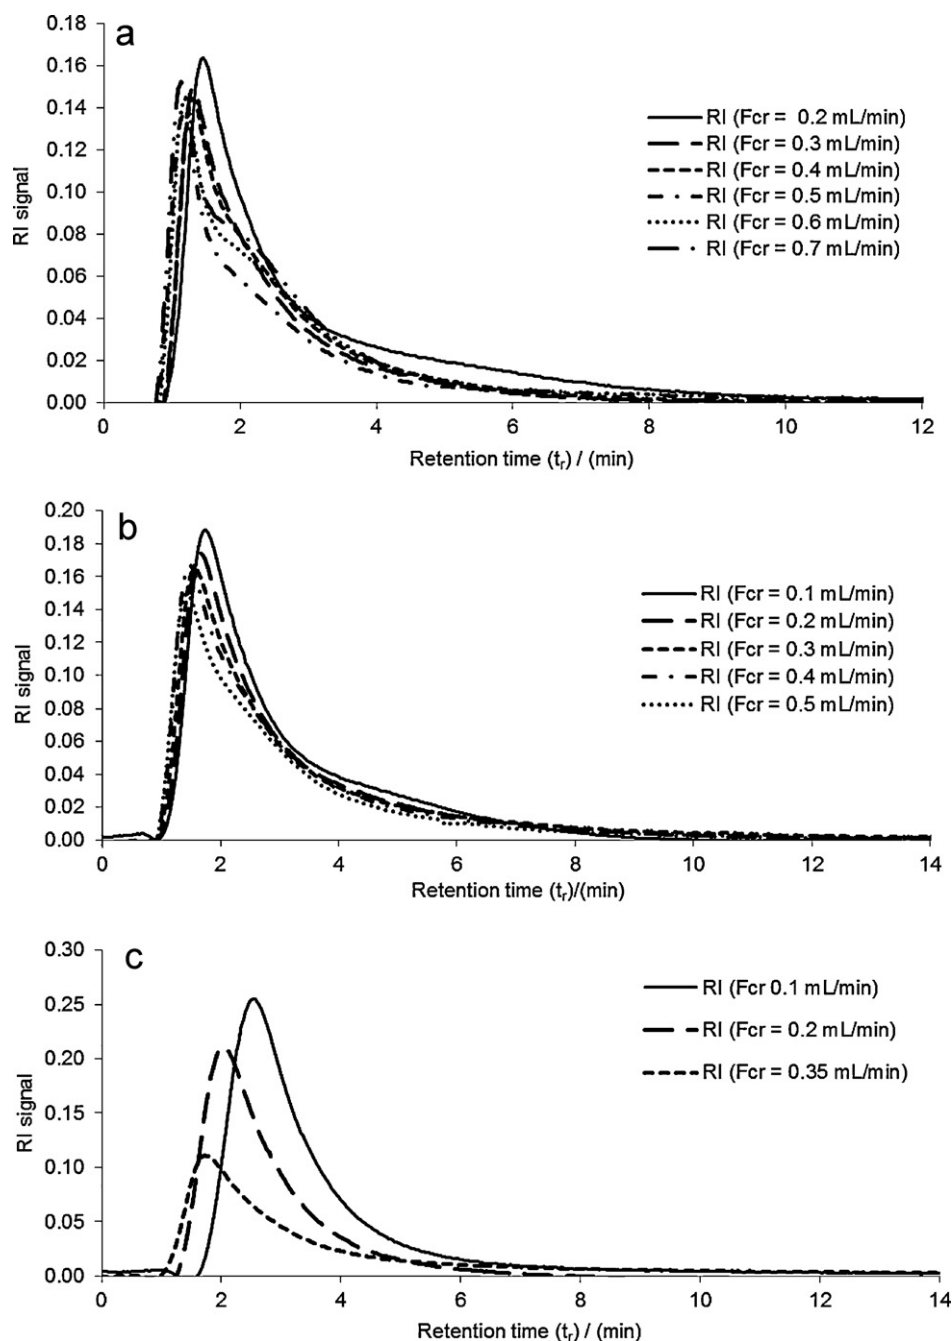 a
0.18
0.16
0.14
0.12
0.10
0.08
0.06
0.04
0.02
0.00
RI signal
RI (Fcr = 0.2 mL/min)
RI (Fcr = 0.3 mL/min)
RI (Fcr = 0.4 mL/min)
RI (Fcr = 0.5 mL/min)
RI (Fcr = 0.6 mL/min)
RI (Fcr = 0.7 mL/min)
0 2 4 6 8 10 12
Retention time (tr) / (min)
b
0.20
0.18
0.16
0.14
0.12
0.10
0.08
0.06
0.04
0.02
0.00
RI signal
RI (Fcr = 0.1 mL/min)
RI (Fcr = 0.2 mL/min)
RI (Fcr = 0.3 mL/min)
RI (Fcr = 0.4 mL/min)
RI (Fcr = 0.5 mL/min)
0 2 4 6 8 10 12 14
Retention time (tr)/(min)
c
0.30
0.25
0.20
0.15
0.10
0.05
0.00
RI signal
RI (Fcr 0.1 mL/min)
RI (Fcr = 0.2 mL/min)
RI (Fcr = 0.35 mL/min)
0 2 4 6 8 10 12 14
Retention time (tr) / (min)